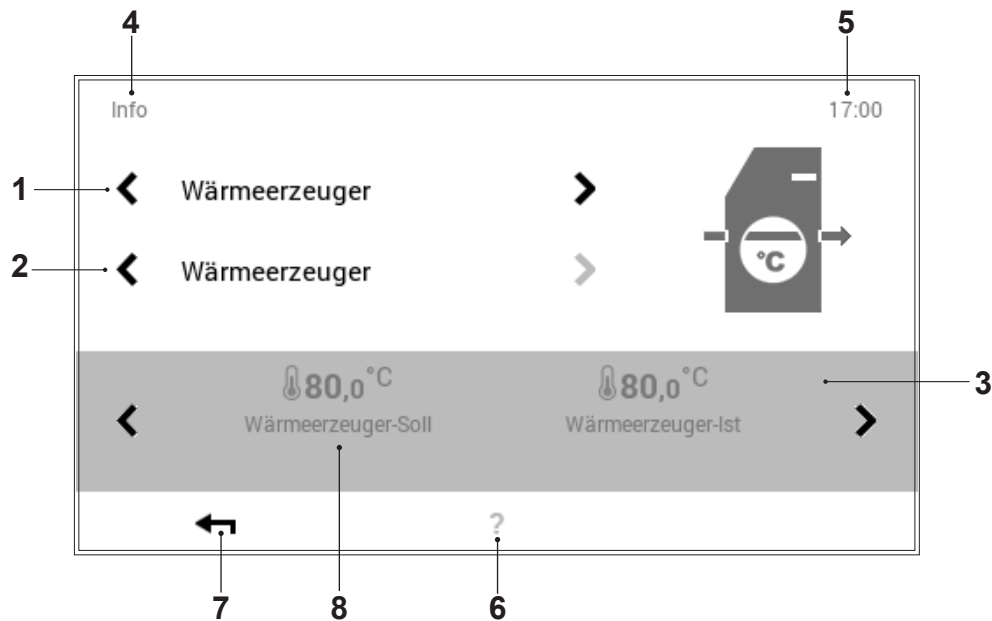 4 5
Info 17:00
1 Wärmeerzeuger
2 Wärmeerzeuger
°C
80,0°C 80,0°C
3
Wärmeerzeuger-Soll Wärmeerzeuger-Ist
?
7 8 6